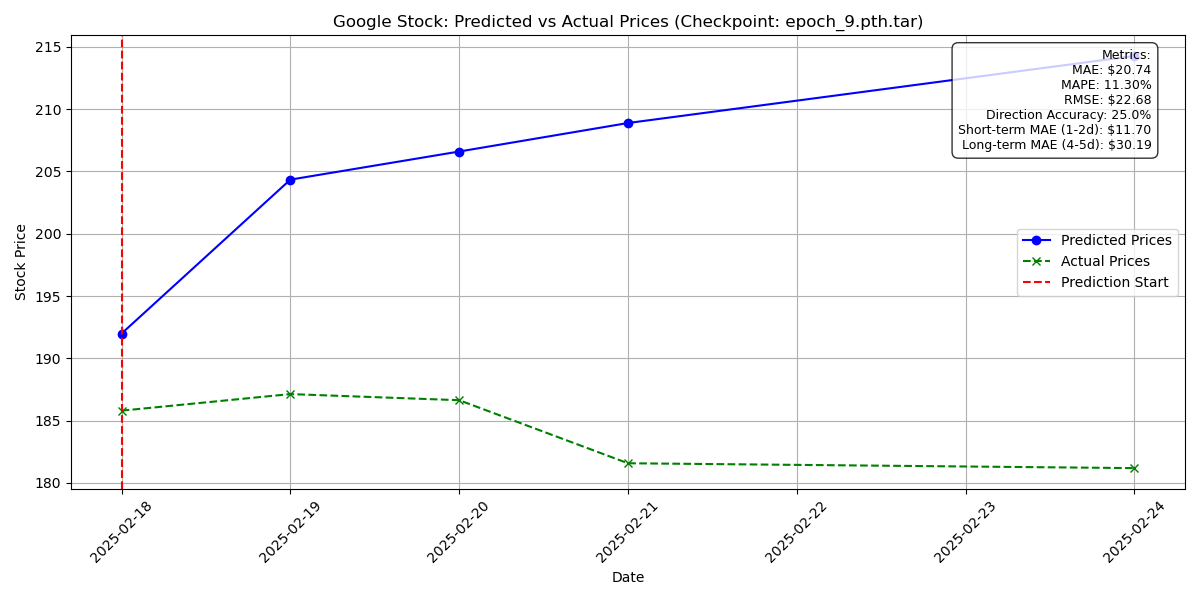 Google Stock: Predicted vs Actual Prices (Checkpoint: epoch_9.pth.tar)
Metrics:
MAE: $20.74
MAPE: 11.30%
RMSE: $22.68
Direction Accuracy: 25.0%
Short-term MAE (1-2d): $11.70
Long-term MAE (4-5d): $30.19
Predicted Prices
Actual Prices
Prediction Start
Stock Price
215
210
205
200
195
190
185
180
2025-02-18
2025-02-19
2025-02-20
2025-02-21
2025-02-22
2025-02-23
2025-02-24
Date